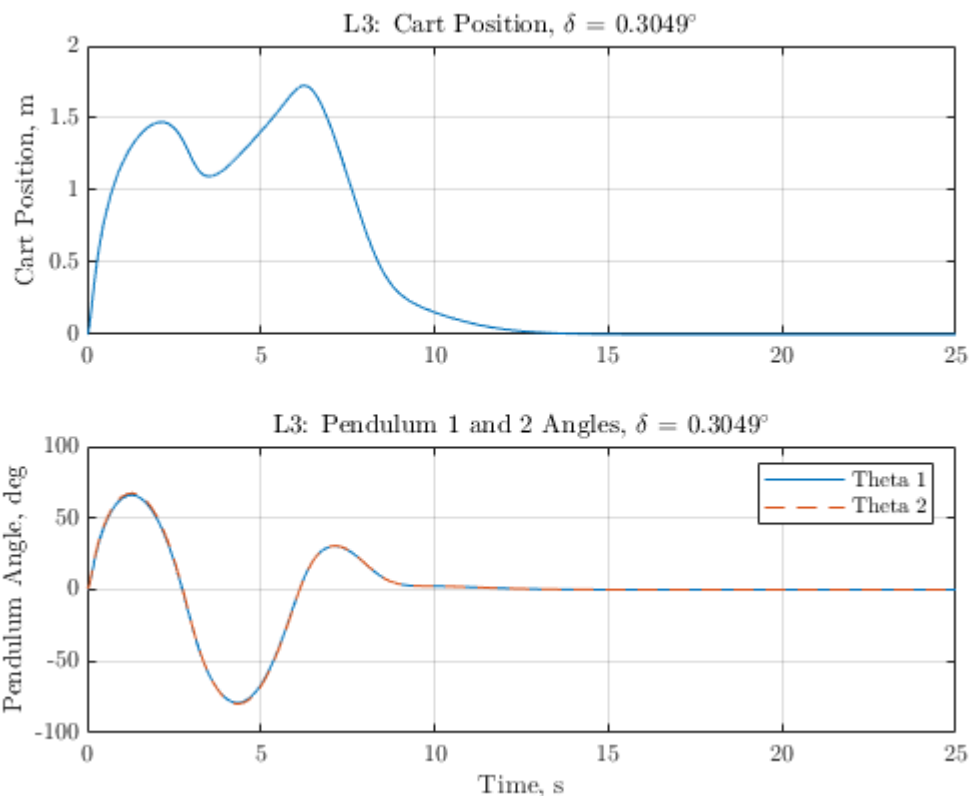 L3: Cart Position, δ = 0.3049°
Cart Position, m
2
1.5
1
0.5
0
0 5 10 15 20 25
L3: Pendulum 1 and 2 Angles, δ = 0.3049°
Pendulum Angle, deg
100
50
0
-50
-100
Theta 1
Theta 2
0 5 10 15 20 25
Time, s